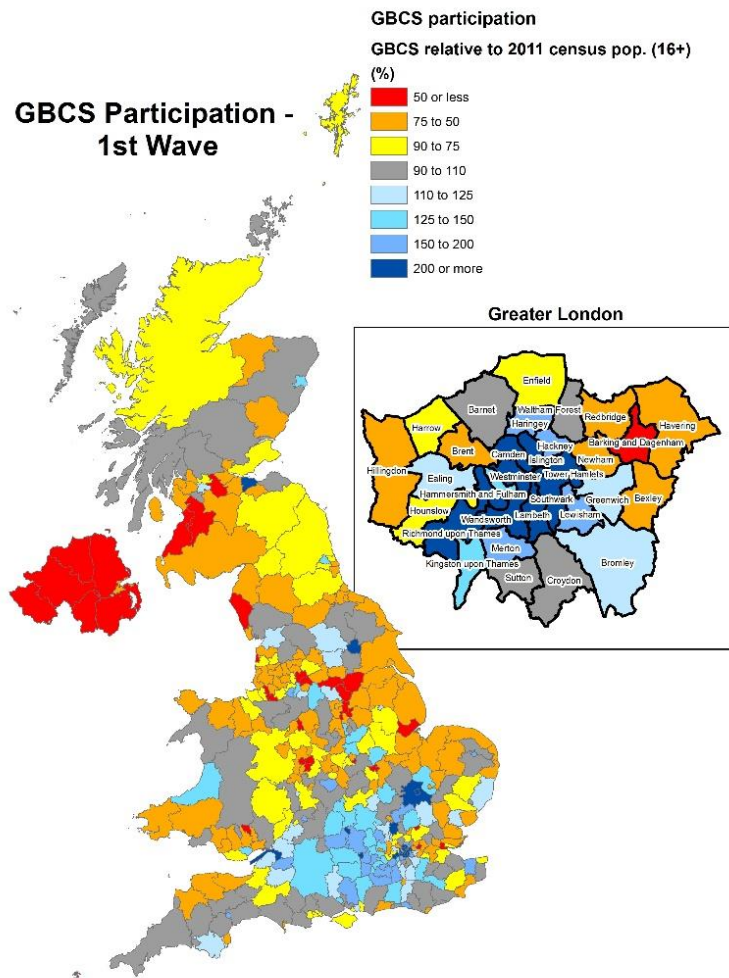 GBCS participation
GBCS relative to 2011 census pop. (16+)
(%)
50 or less
75 to 50
90 to 75
90 to 110
110 to 125
125 to 150
150 to 200
200 or more
GBCS Participation -
1st Wave
Greater London
Enfield
Barnet
Waltham Forest
Haringey
Redbridge
Harrow
Havering
Hackney
Barking and Dagenham
Camden
Islington
Brent
Newham
Hillingdon
Westminster
Tower Hamlets
Ealing
Hammersmith and Fulham
Southwark
Greenwich
Bexley
Hounslow
Wandsworth
Lambeth
Lewisham
Richmond upon Thames
Merton
Bromley
Kingston upon Thames
Sutton
Croydon